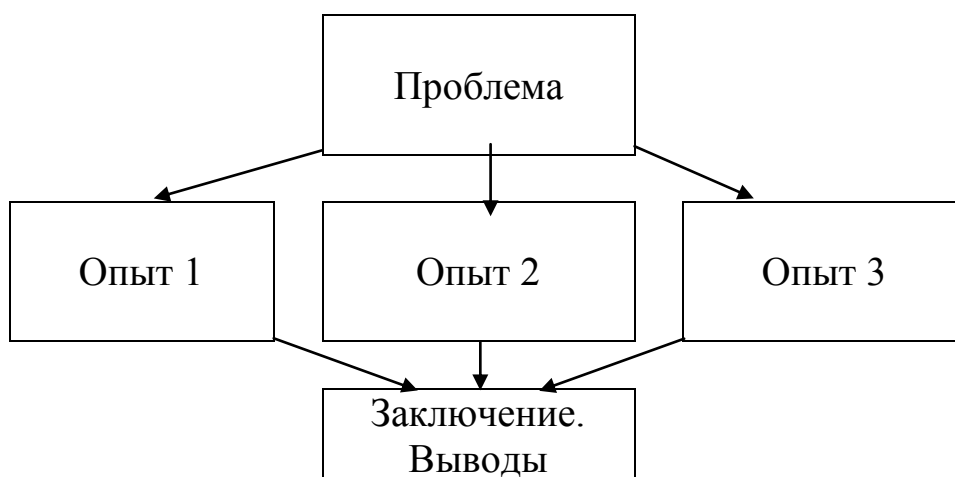 Проблема
Опыт 1
Опыт 2
Опыт 3
Заключение.
Выводы